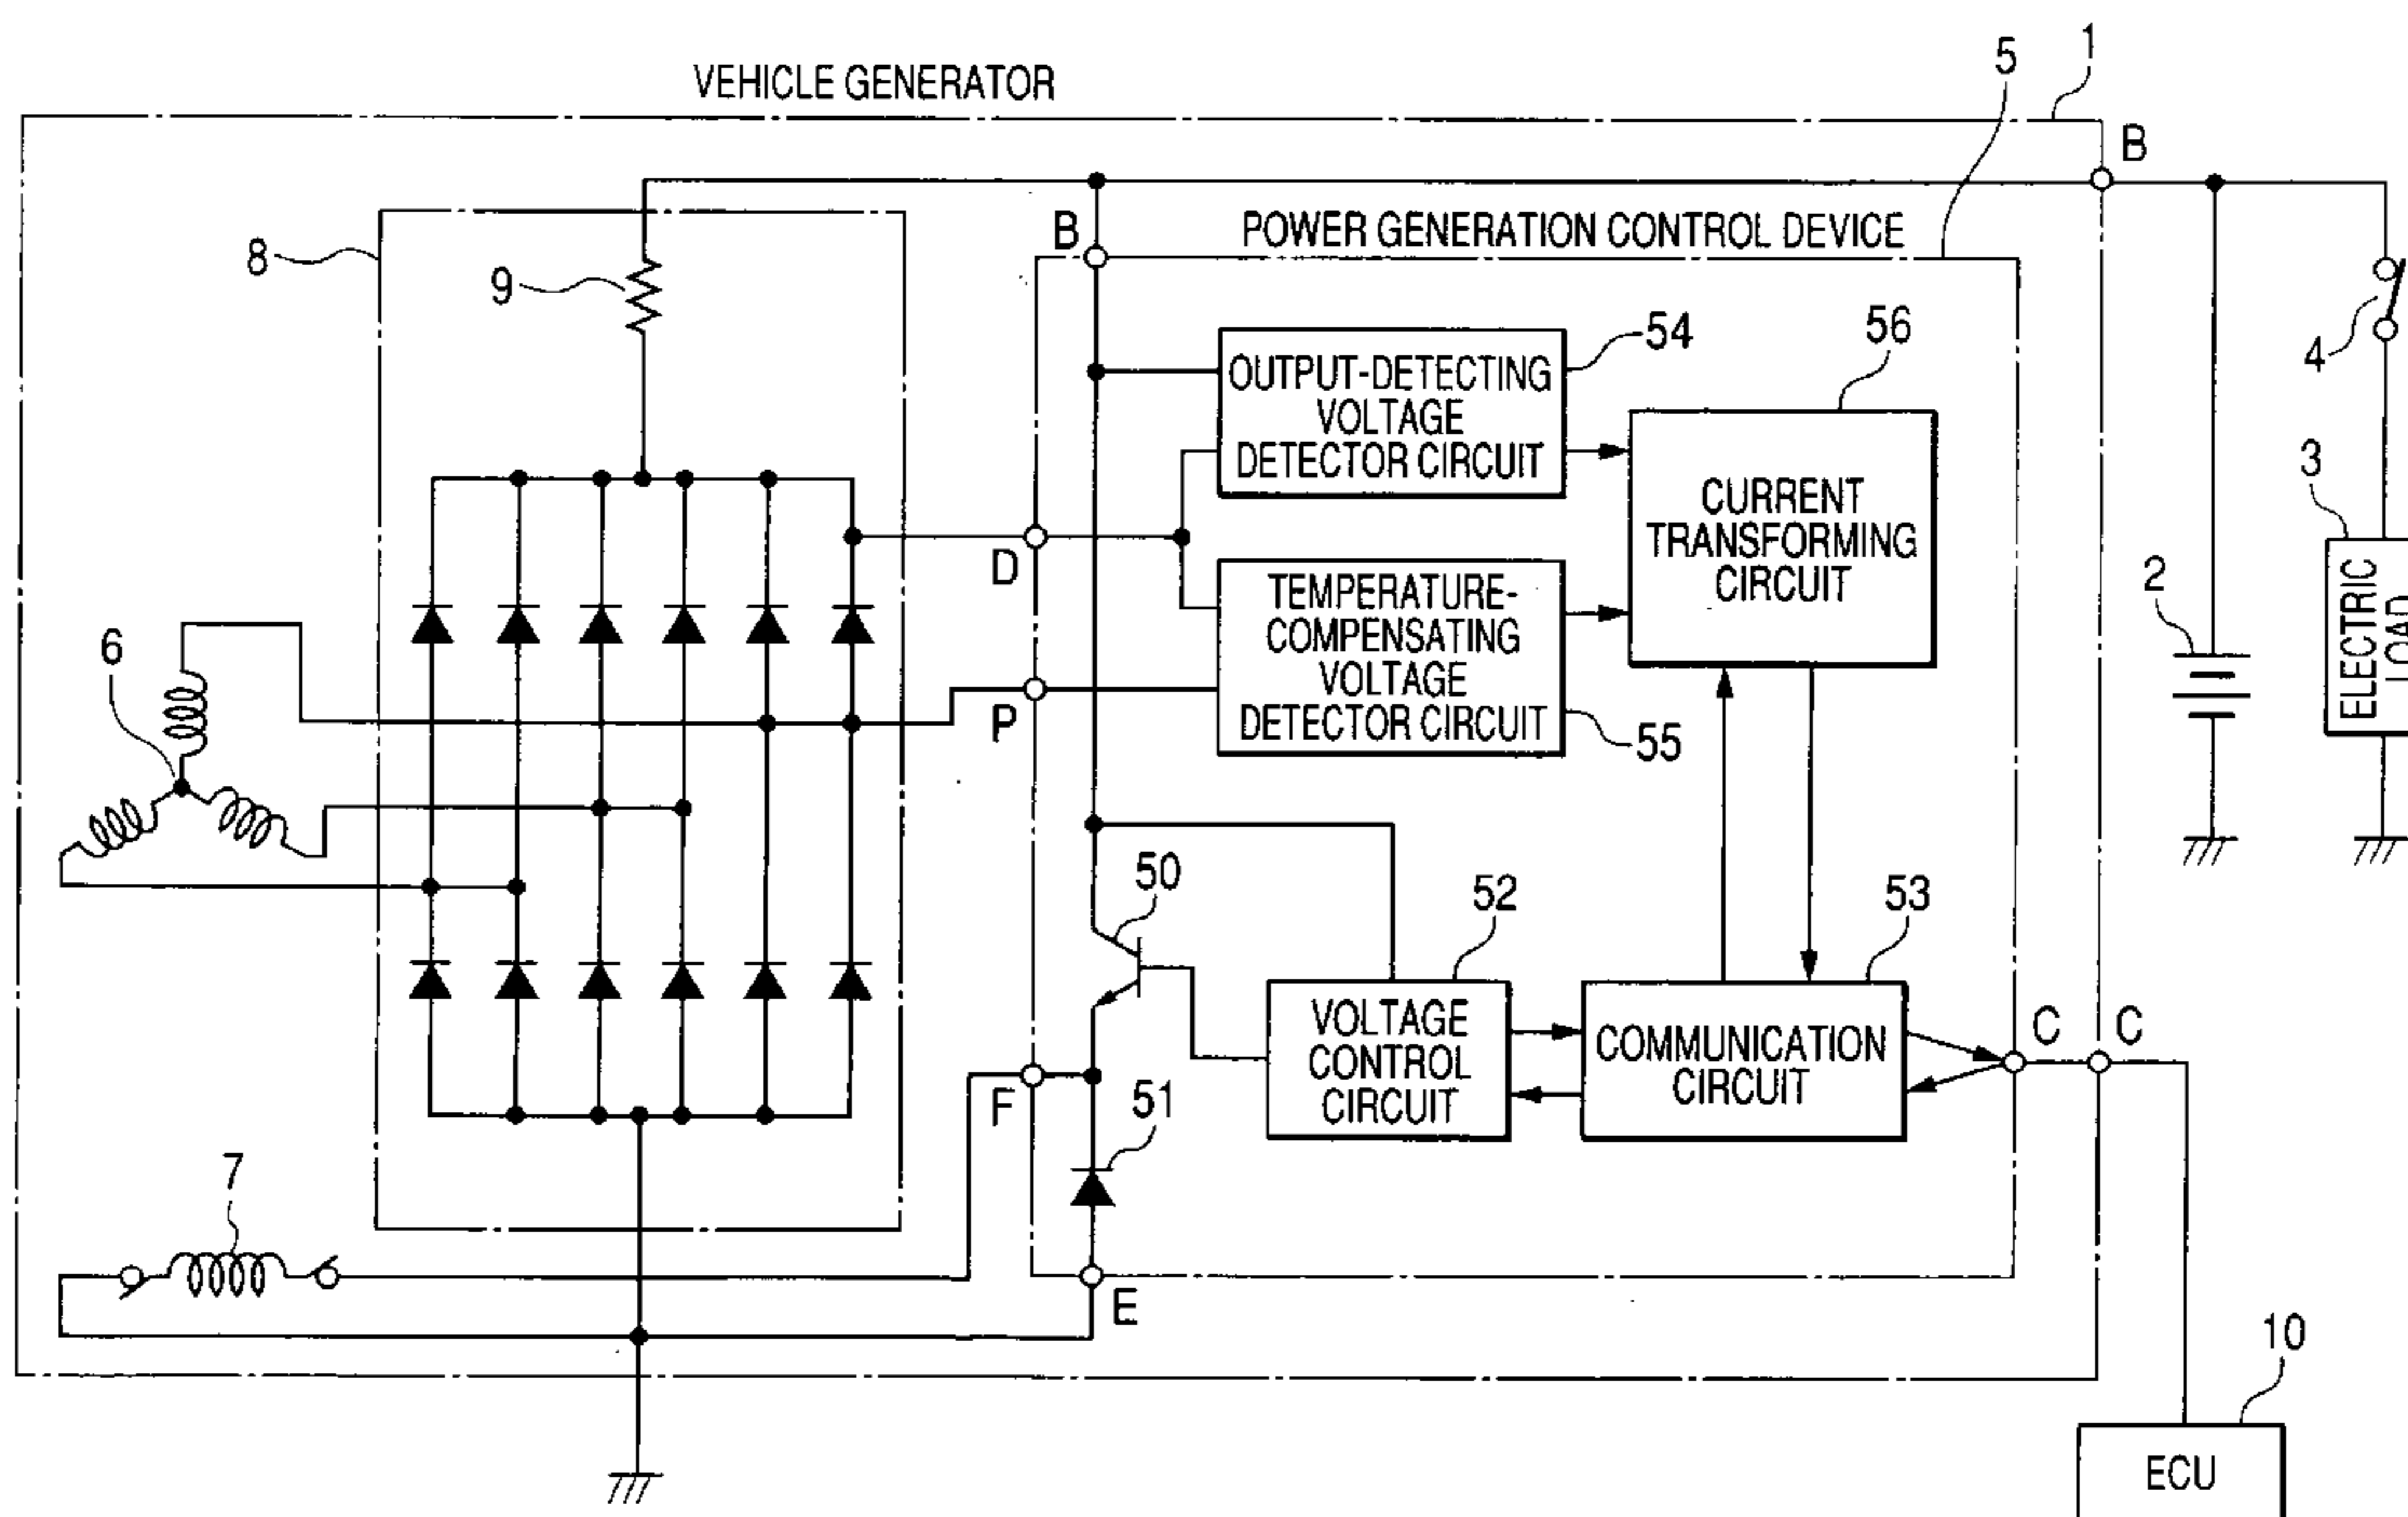 VEHICLE GENERATOR
5
1
B
B
POWER GENERATION CONTROL DEVICE
8
9
54
56
OUTPUT-DETECTING
VOLTAGE
DETECTOR CIRCUIT
4
CURRENT
TRANSFORMING
CIRCUIT
3
D
TEMPERATURE-
COMPENSATING
VOLTAGE
DETECTOR CIRCUIT
2
ELECTRIC
LOAD
6
P
55
50
52
53
VOLTAGE
CONTROL
CIRCUIT
COMMUNICATION
CIRCUIT
C
C
F
51
7
E
10
ECU